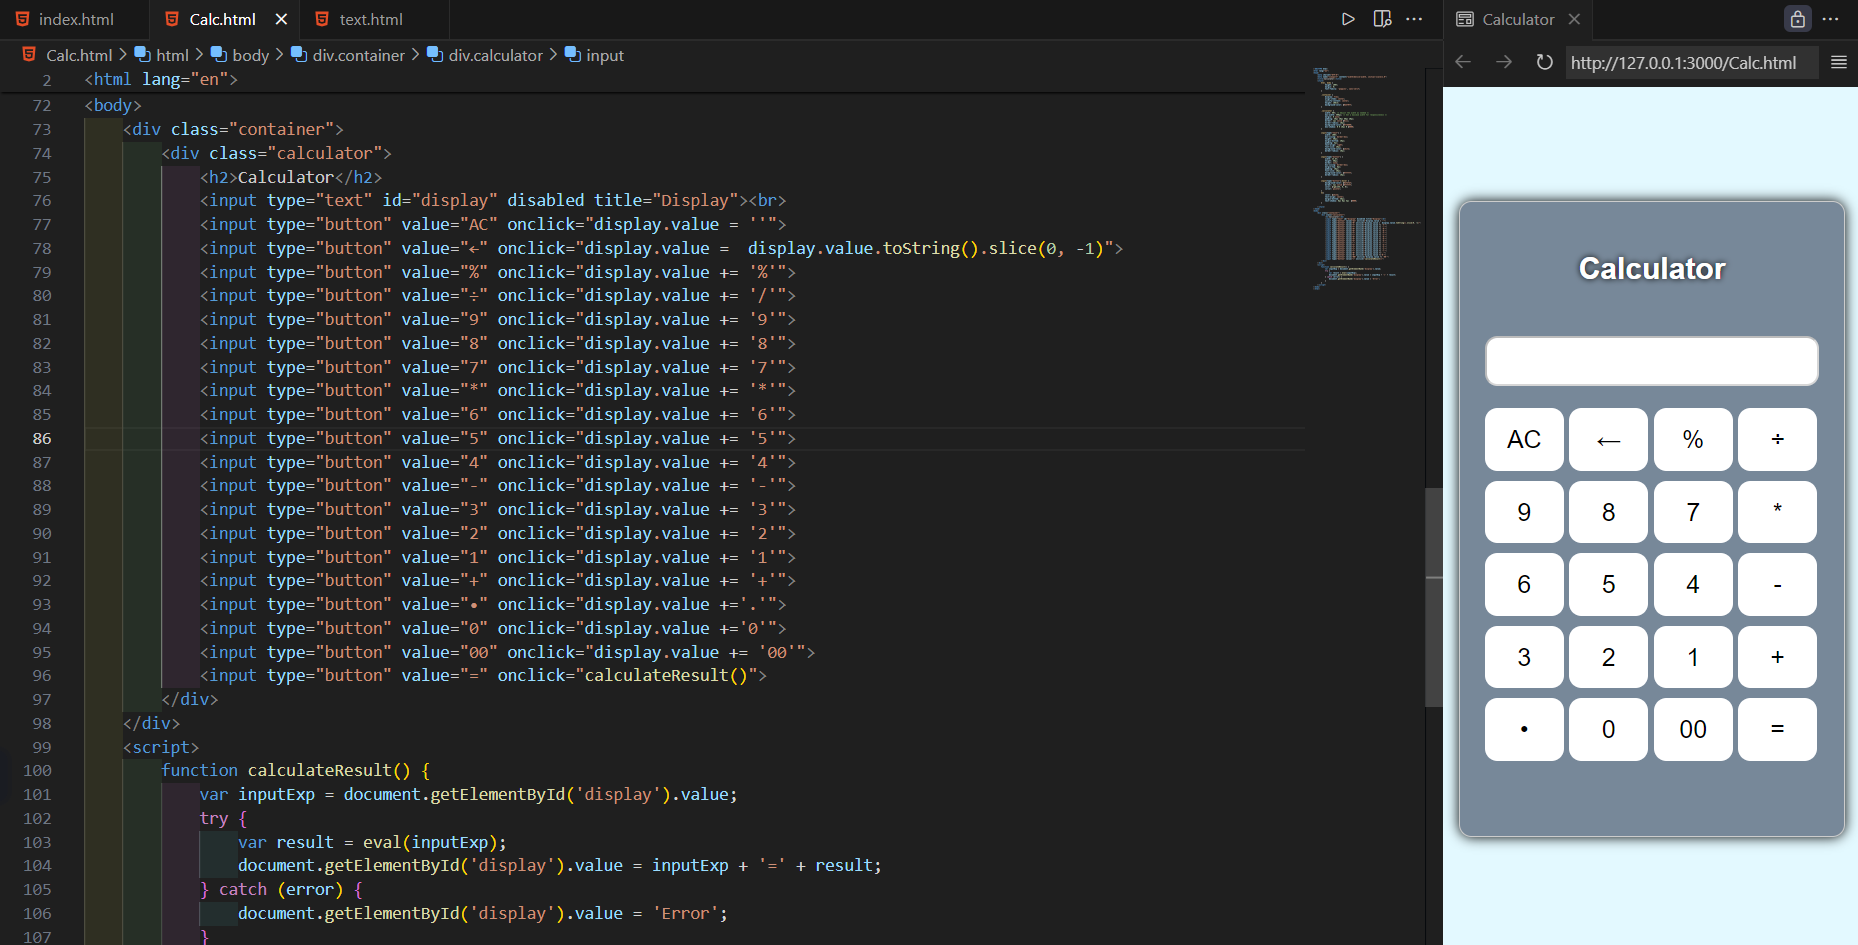 index.html
Calc.html
text.html
Calc.html > html > body > div.container > div.calculator > input
2 <html lang="en">
72 <body>
73 <div class="container">
74 <div class="calculator">
75 <h2>Calculator</h2>
76 <input type="text" id="display" disabled title="Display"><br>
77 <input type="button" value="AC" onclick="display.value = ''">
78 <input type="button" value="←" onclick="display.value =  display.value.toString().slice(0, -1)">
79 <input type="button" value="%" onclick="display.value += '%'">
80 <input type="button" value="÷" onclick="display.value += '/'">
81 <input type="button" value="9" onclick="display.value += '9'">
82 <input type="button" value="8" onclick="display.value += '8'">
83 <input type="button" value="7" onclick="display.value += '7'">
84 <input type="button" value="*" onclick="display.value += '*'">
85 <input type="button" value="6" onclick="display.value += '6'">
86 <input type="button" value="5" onclick="display.value += '5'">
87 <input type="button" value="4" onclick="display.value += '4'">
88 <input type="button" value="-" onclick="display.value += '-'">
89 <input type="button" value="3" onclick="display.value += '3'">
90 <input type="button" value="2" onclick="display.value += '2'">
91 <input type="button" value="1" onclick="display.value += '1'">
92 <input type="button" value="+" onclick="display.value += '+'">
93 <input type="button" value="•" onclick="display.value +='.'">
94 <input type="button" value="0" onclick="display.value +='0'">
95 <input type="button" value="00" onclick="display.value += '00'">
96 <input type="button" value="=" onclick="calculateResult()">
97 </div>
98 </div>
99 <script>
100 function calculateResult() {
101 var inputExp = document.getElementById('display').value;
102 try {
103 var result = eval(inputExp);
104 document.getElementById('display').value = inputExp + '=' + result;
105 } catch (error) {
106 document.getElementById('display').value = 'Error';
107 }
Calculator
http://127.0.0.1:3000/Calc.html
Calculator
AC ← % ÷
9 8 7 *
6 5 4 -
3 2 1 +
• 0 00 =